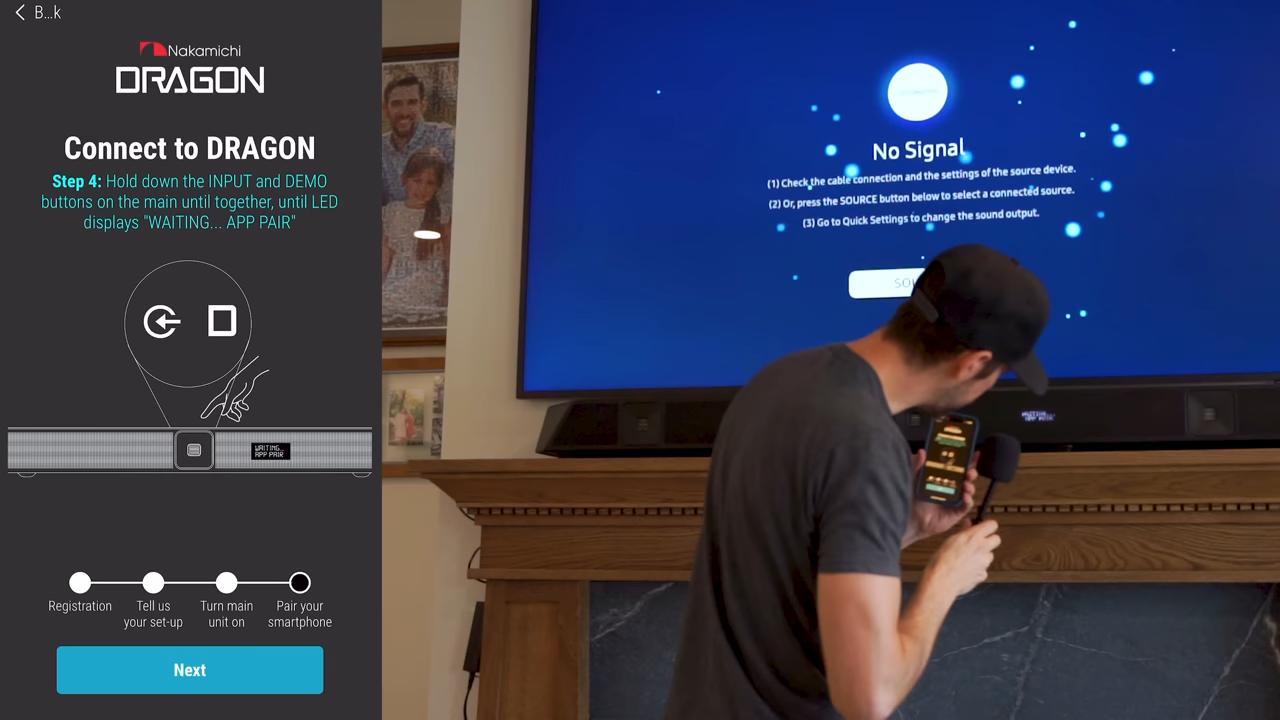 B...k
Nakamichi
DRAGON
Connect to DRAGON
Step 4: Hold down the INPUT and DEMO
buttons on the main until together, until LED
displays "WAITING... APP PAIR"
WAITING...
APP PAIR
Registration
Tell us
your set-up
Turn main
unit on
Pair your
smartphone
Next
No Signal
(1) Check the cable connection and the settings of the source device.
(2) Or, press the SOURCE button below to select a connected source.
(3) Go to Quick Settings to change the sound output.
WAITING...
APP PAIR